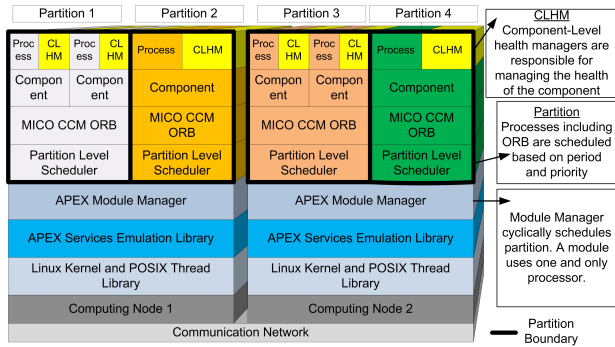 Partition 1
Partition 2
Partition 3
Partition 4
Proc
ess
CL
HM
Proc
ess
CL
HM
Process
CLHM
Proc
ess
CL
HM
Proc
ess
CL
HM
Process
CLHM
Compon
ent
Compon
ent
Component
Compon
ent
Compon
ent
Component
MICO CCM ORB
MICO CCM
ORB
MICO CCM ORB
MICO CCM
ORB
Partition Level
Scheduler
Partition Level
Scheduler
Partition Level
Scheduler
Partition Level
Scheduler
APEX Module Manager
APEX Module Manager
APEX Services Emulation Library
APEX Services Emulation Library
Linux Kernel and POSIX Thread
Library
Linux Kernel and POSIX Thread
Library
Computing Node 1
Computing Node 2
Communication Network
CLHM
Component-Level
health managers are
responsible for
managing the health
of the component
Partition
Processes including
ORB are scheduled
based on period
and priority
Module Manager
cyclically schedules
partition. A module
uses one and only
processor.
Partition
Boundary